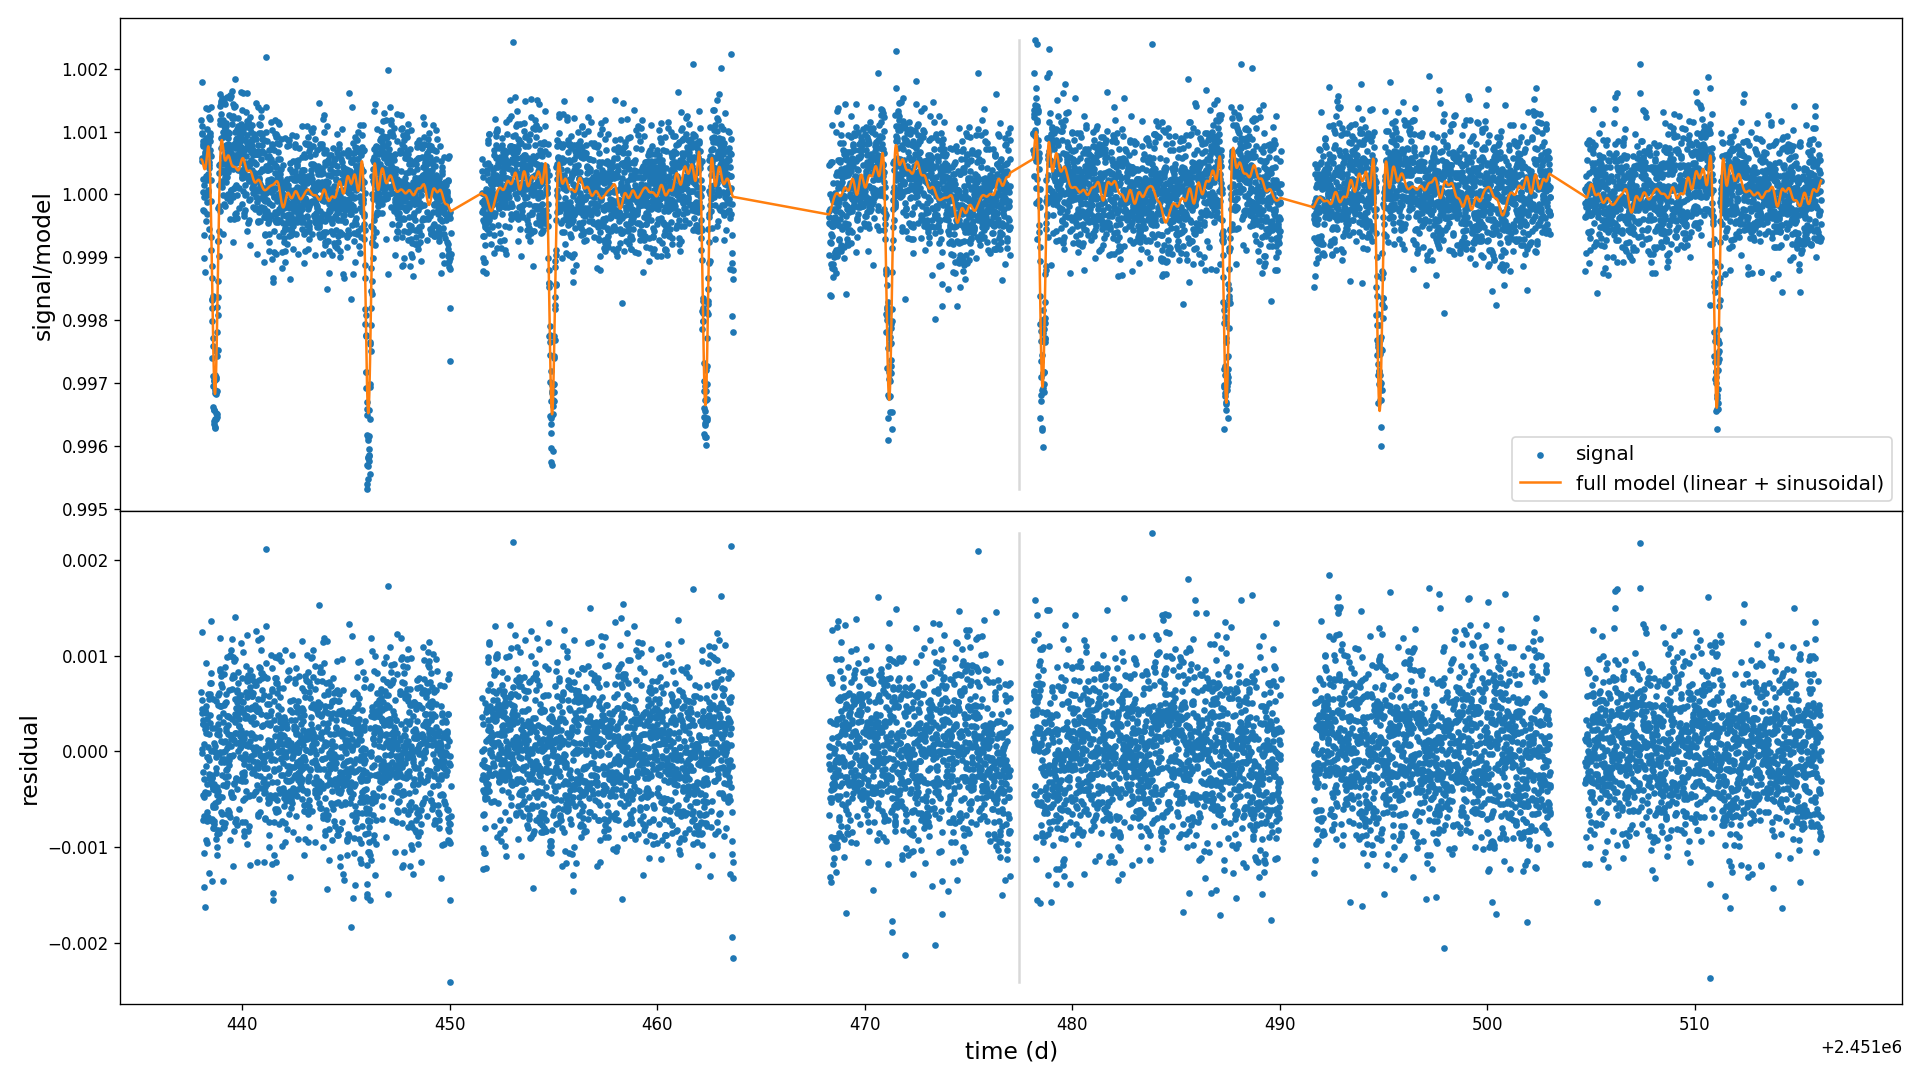 signal/model
1.002
1.001
1.000
0.999
0.998
0.997
0.996
0.995
signal
full model (linear + sinusoidal)
residual
0.002
0.001
0.000
−0.001
−0.002
440 450 460 470 480 490 500 510
time (d)
+2.451e6